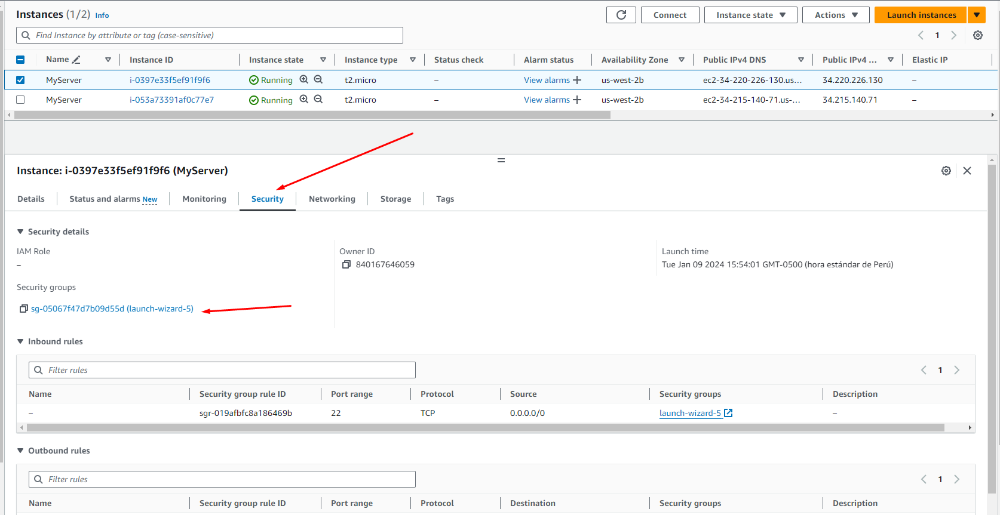 Instances (1/2) Info
Connect
Instance state
Actions
Launch instances
Find Instance by attribute or tag (case-sensitive)
1
Name Instance ID Instance state Instance type Status check Alarm status Availability Zone Public IPv4 DNS Public IPv4 ... Elastic IP
MyServer i-0397e33f5ef91f9f6 Running t2.micro – View alarms + us-west-2b ec2-34-220-226-130.us... 34.220.226.130 –
MyServer i-053a73391af0c77e7 Running t2.micro – View alarms + us-west-2b ec2-34-215-140-71.us-... 34.215.140.71 –
Instance: i-0397e33f5ef91f9f6 (MyServer)
Details Status and alarms New Monitoring Security Networking Storage Tags
Security details
IAM Role Owner ID Launch time
– 840167646059 Tue Jan 09 2024 15:54:01 GMT-0500 (hora estándar de Perú)
Security groups
sg-05067f47d7b09d55d (launch-wizard-5)
Inbound rules
Filter rules 1
Name Security group rule ID Port range Protocol Source Security groups Description
– sgr-019afbfc8a186469b 22 TCP 0.0.0.0/0 launch-wizard-5 –
Outbound rules
Filter rules 1
Name Security group rule ID Port range Protocol Destination Security groups Description